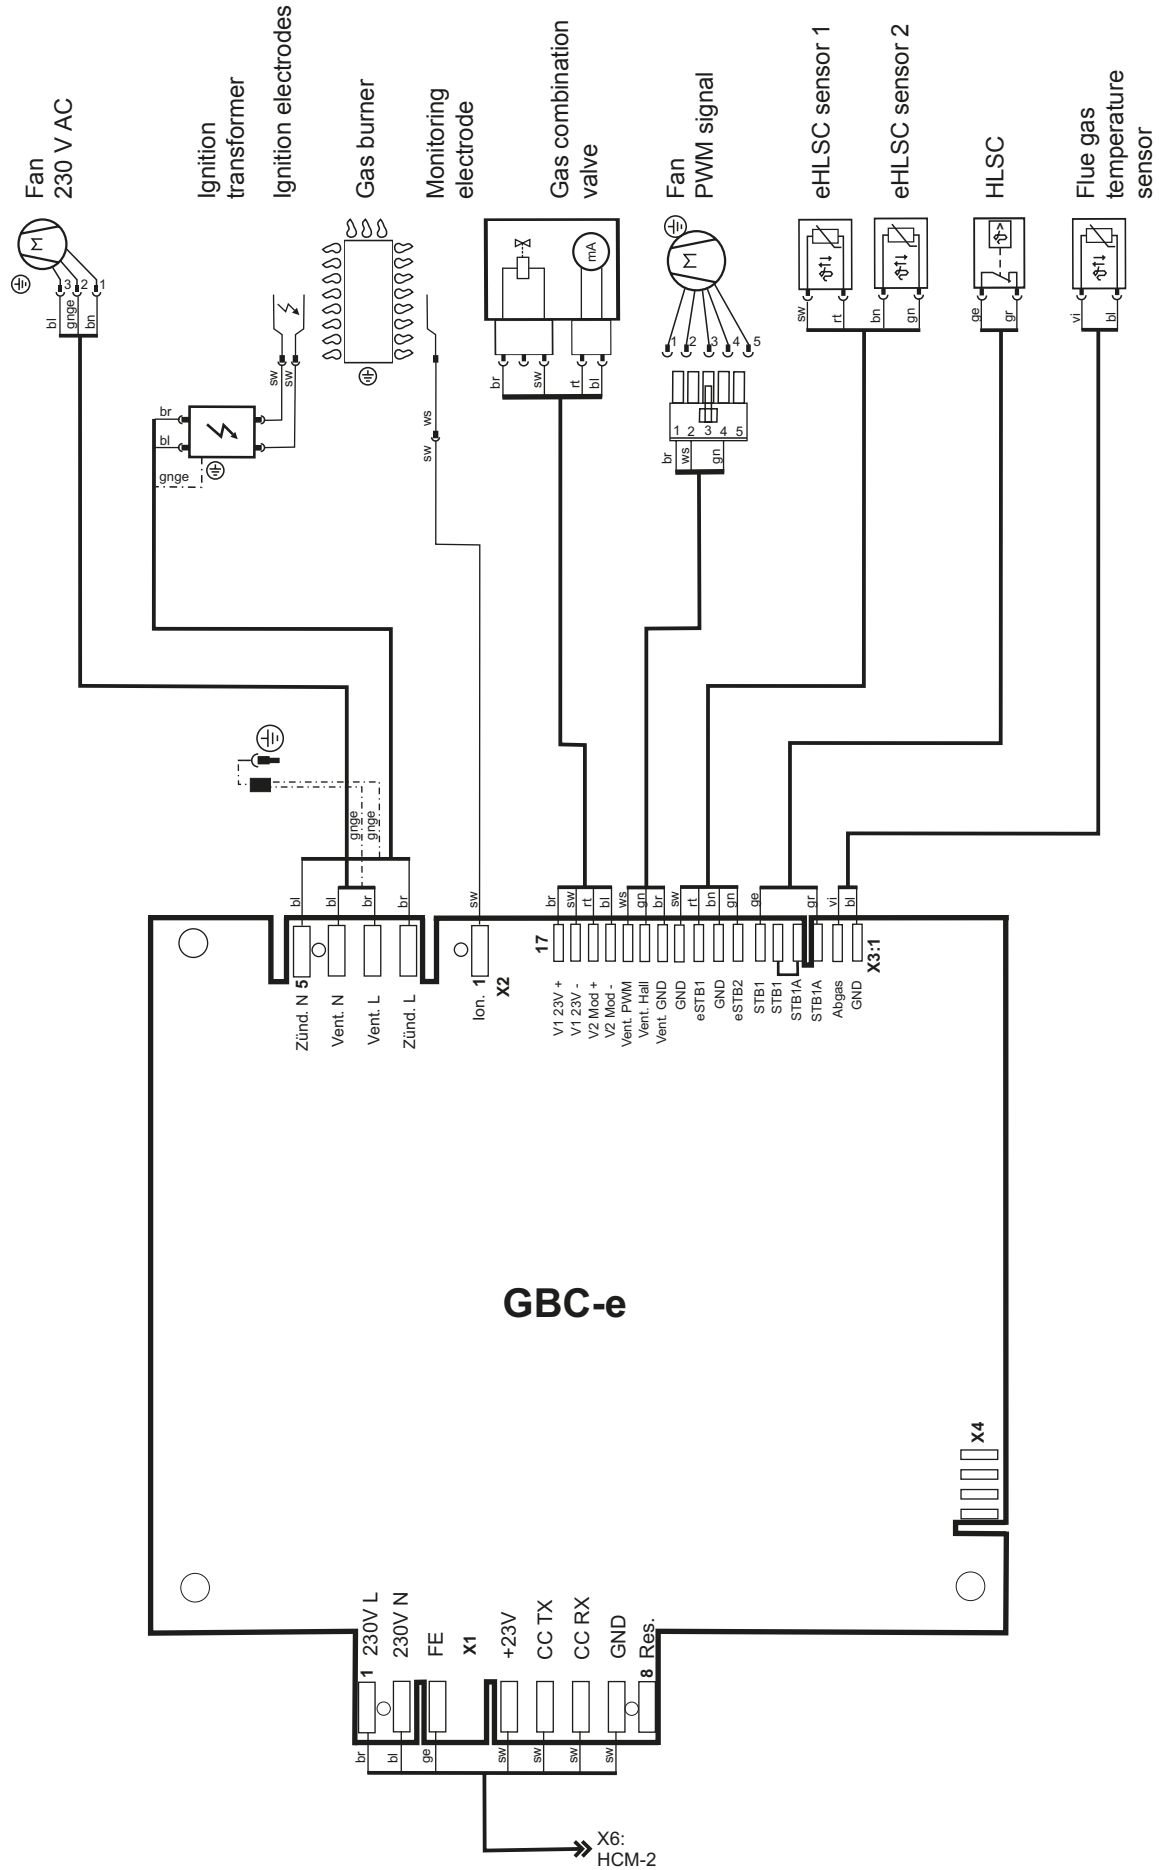 Fan
230 V AC
Ignition
transformer
Ignition electrodes
Gas burner
Monitoring
electrode
Gas combination
valve
Fan
PWM signal
eHLSC sensor 1
eHLSC sensor 2
HLSC
Flue gas
temperature
sensor
M
3
2
1
bl
gnge
bn
br
bl
gnge
sw
sw
ws
sw
mA
br
sw
rt
bl
M
1
2
3
4
5
1
2
3
4
5
br
ws
gn
sw
rt
bn
gn
ge
gr
vi
bl
gnge
gnge
bl
bl
br
br
sw
br
sw
rt
bl
ws
gn
br
sw
rt
bn
gn
ge
gr
vi
bl
Zünd. N 5
Vent. N
Vent. L
Zünd. L
Ion. 1
X2
17
V1 23V +
V1 23V -
V2 Mod +
V2 Mod -
Vent. PWM
Vent. Hall
Vent. GND
GND
eSTB1
GND
eSTB2
STB1
STB1
STB1A
STB1A
Abgas
GND
X3:1
GBC-e
X4
1 230V L
230V N
FE
X1
+23V
CC TX
CC RX
GND
8 Res.
br
bl
ge
sw
sw
sw
sw
X6:
HCM-2